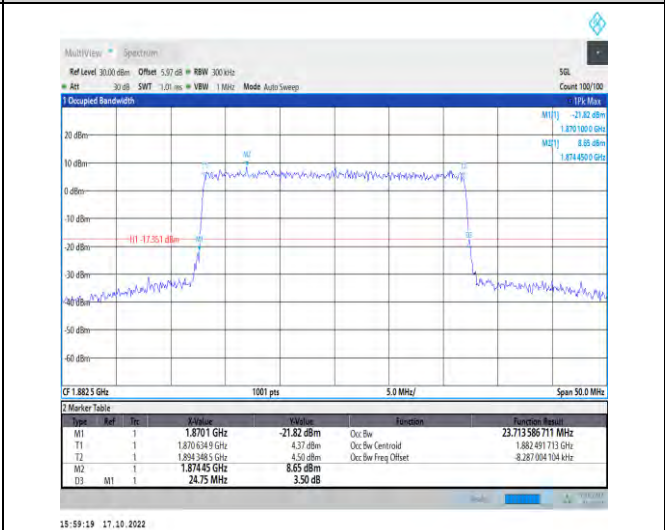 MultiView Spectrum
Ref Level 30.00 dBm Offset 5.97 dB RBW 300 kHz SGL
Att 30 dB SWT 1.01 ms VBW 1 MHz Mode Auto Sweep Count 100/100
1 Occupied Bandwidth 1Pk Max
M1[1] -21.82 dBm
1.870 100 0 GHz
M2[1] 8.65 dBm
1.874 450 0 GHz
20 dBm
M2
10 dBm
0 dBm
-10 dBm
H1 -17.351 dBm
-20 dBm
-30 dBm
-40 dBm
-50 dBm
-60 dBm
CF 1.882 5 GHz 1001 pts 5.0 MHz/ Span 50.0 MHz
2 Marker Table
Type Ref Trc X-Value Y-Value Function Function Result
M1 1 1.8701 GHz -21.82 dBm Occ Bw 23.713 586 711 MHz
T1 1 1.870 634 9 GHz 4.37 dBm Occ Bw Centroid 1.882 491 713 GHz
T2 1 1.894 348 5 GHz 4.50 dBm Occ Bw Freq Offset -8.287 004 104 kHz
M2 1 1.87445 GHz 8.65 dBm
D3 M1 1 24.75 MHz 3.50 dB
15:59:19 17.10.2022